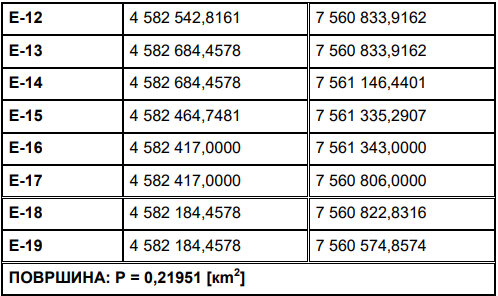 E-12 4 582 542,8161 7 560 833,9162
E-13 4 582 684,4578 7 560 833,9162
E-14 4 582 684,4578 7 561 146,4401
E-15 4 582 464,7481 7 561 335,2907
E-16 4 582 417,0000 7 561 343,0000
E-17 4 582 417,0000 7 560 806,0000
E-18 4 582 184,4578 7 560 822,8316
E-19 4 582 184,4578 7 560 574,8574
ПОВРШИНА: P = 0,21951 [кm²]